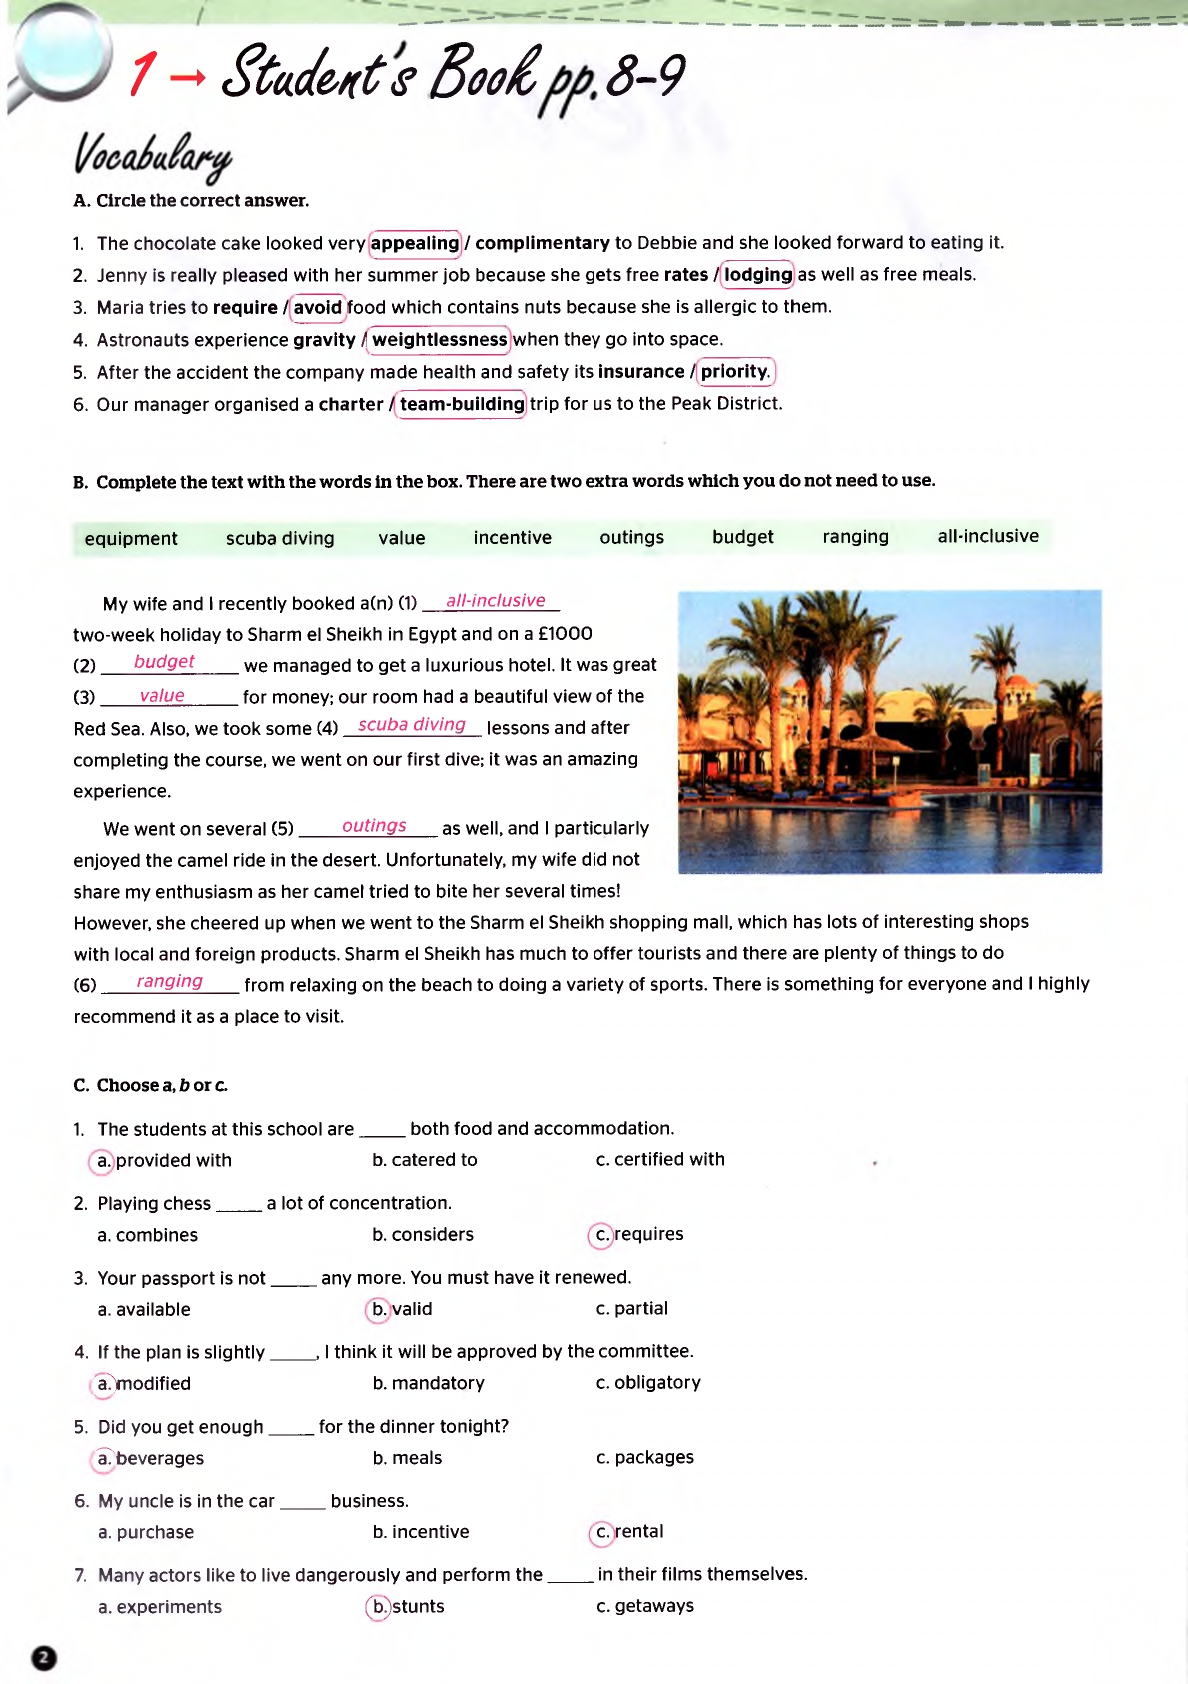 1 → Student's Book pp. 8-9
Vocabulary
A. Circle the correct answer.
1. The chocolate cake looked very appealing / complimentary to Debbie and she looked forward to eating it.
2. Jenny is really pleased with her summer job because she gets free rates / lodging as well as free meals.
3. Maria tries to require / avoid food which contains nuts because she is allergic to them.
4. Astronauts experience gravity / weightlessness when they go into space.
5. After the accident the company made health and safety its insurance / priority.
6. Our manager organised a charter / team-building trip for us to the Peak District.
B. Complete the text with the words in the box. There are two extra words which you do not need to use.
equipment scuba diving value incentive outings budget ranging all-inclusive
My wife and I recently booked a(n) (1) all-inclusive
two-week holiday to Sharm el Sheikh in Egypt and on a £1000
(2) budget we managed to get a luxurious hotel. It was great
(3) value for money; our room had a beautiful view of the
Red Sea. Also, we took some (4) scuba diving lessons and after
completing the course, we went on our first dive; it was an amazing
experience.
We went on several (5) outings as well, and I particularly
enjoyed the camel ride in the desert. Unfortunately, my wife did not
share my enthusiasm as her camel tried to bite her several times!
However, she cheered up when we went to the Sharm el Sheikh shopping mall, which has lots of interesting shops
with local and foreign products. Sharm el Sheikh has much to offer tourists and there are plenty of things to do
(6) ranging from relaxing on the beach to doing a variety of sports. There is something for everyone and I highly
recommend it as a place to visit.
C. Choose a, b or c.
1. The students at this school are _____ both food and accommodation.
a. provided with b. catered to c. certified with
2. Playing chess _____ a lot of concentration.
a. combines b. considers c. requires
3. Your passport is not _____ any more. You must have it renewed.
a. available b. valid c. partial
4. If the plan is slightly _____, I think it will be approved by the committee.
a. modified b. mandatory c. obligatory
5. Did you get enough _____ for the dinner tonight?
a. beverages b. meals c. packages
6. My uncle is in the car _____ business.
a. purchase b. incentive c. rental
7. Many actors like to live dangerously and perform the _____ in their films themselves.
a. experiments b. stunts c. getaways
2